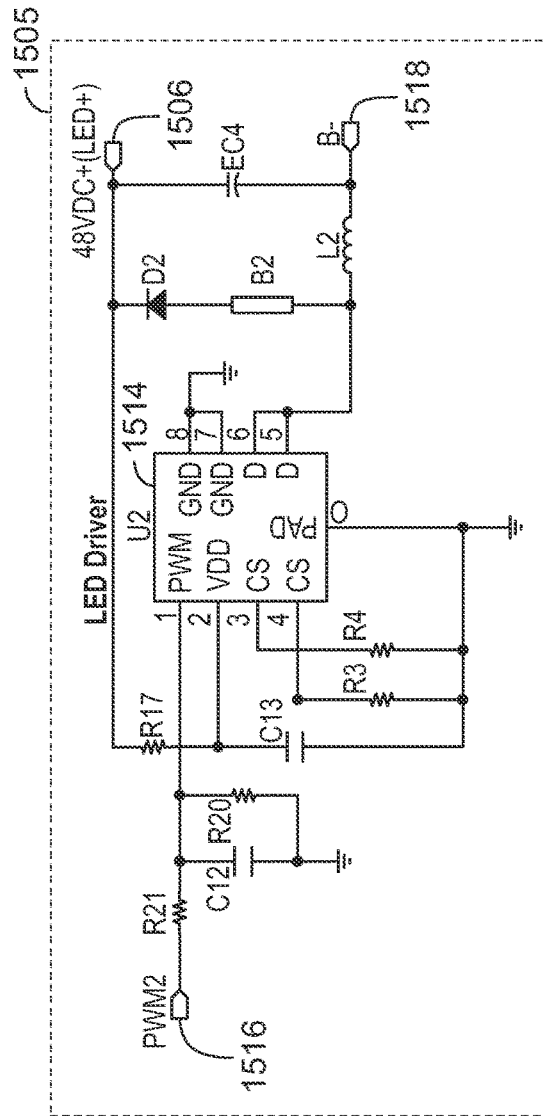 1505
48VDC+(LED+)
1506
LED Driver
D2
EC4
B2
B-
L2
1518
1514
U2
PWM
VDD
CS
CS
GND
GND
D
D
PAD
O
1
2
3
4
8
7
6
5
R17
R4
R3
C13
R20
C12
R21
PWM2
1516